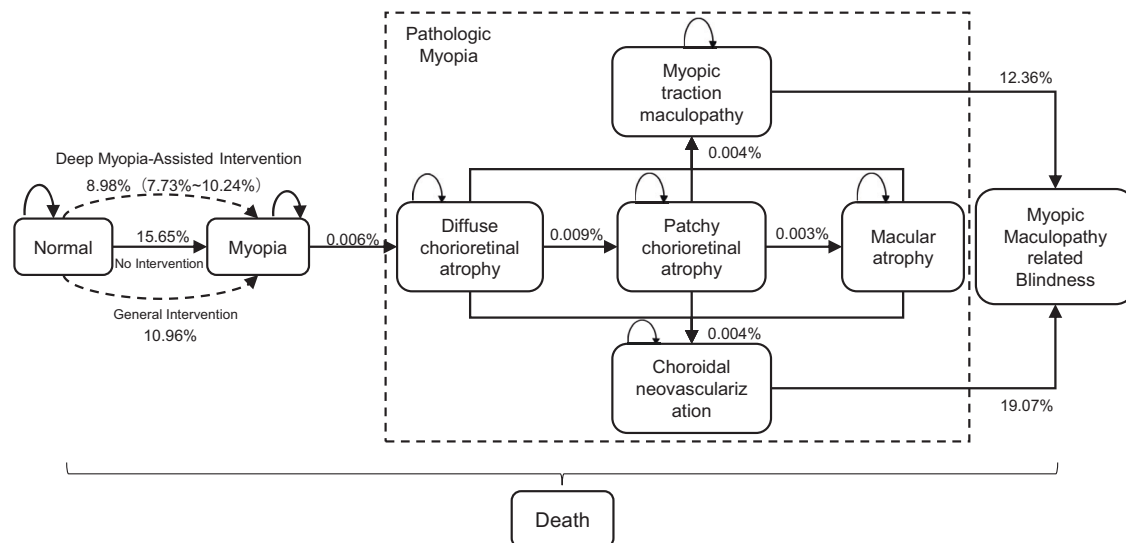 Pathologic
Myopia
Myopic
traction
maculopathy
12.36%
Deep Myopia-Assisted Intervention
8.98%（7.73%~10.24%）
0.004%
Normal
15.65%
No Intervention
Myopia
0.006%
Diffuse
chorioretinal
atrophy
0.009%
Patchy
chorioretinal
atrophy
0.003%
Macular
atrophy
Myopic
Maculopathy
related
Blindness
General Intervention
10.96%
0.004%
Choroidal
neovasculariz
ation
19.07%
Death